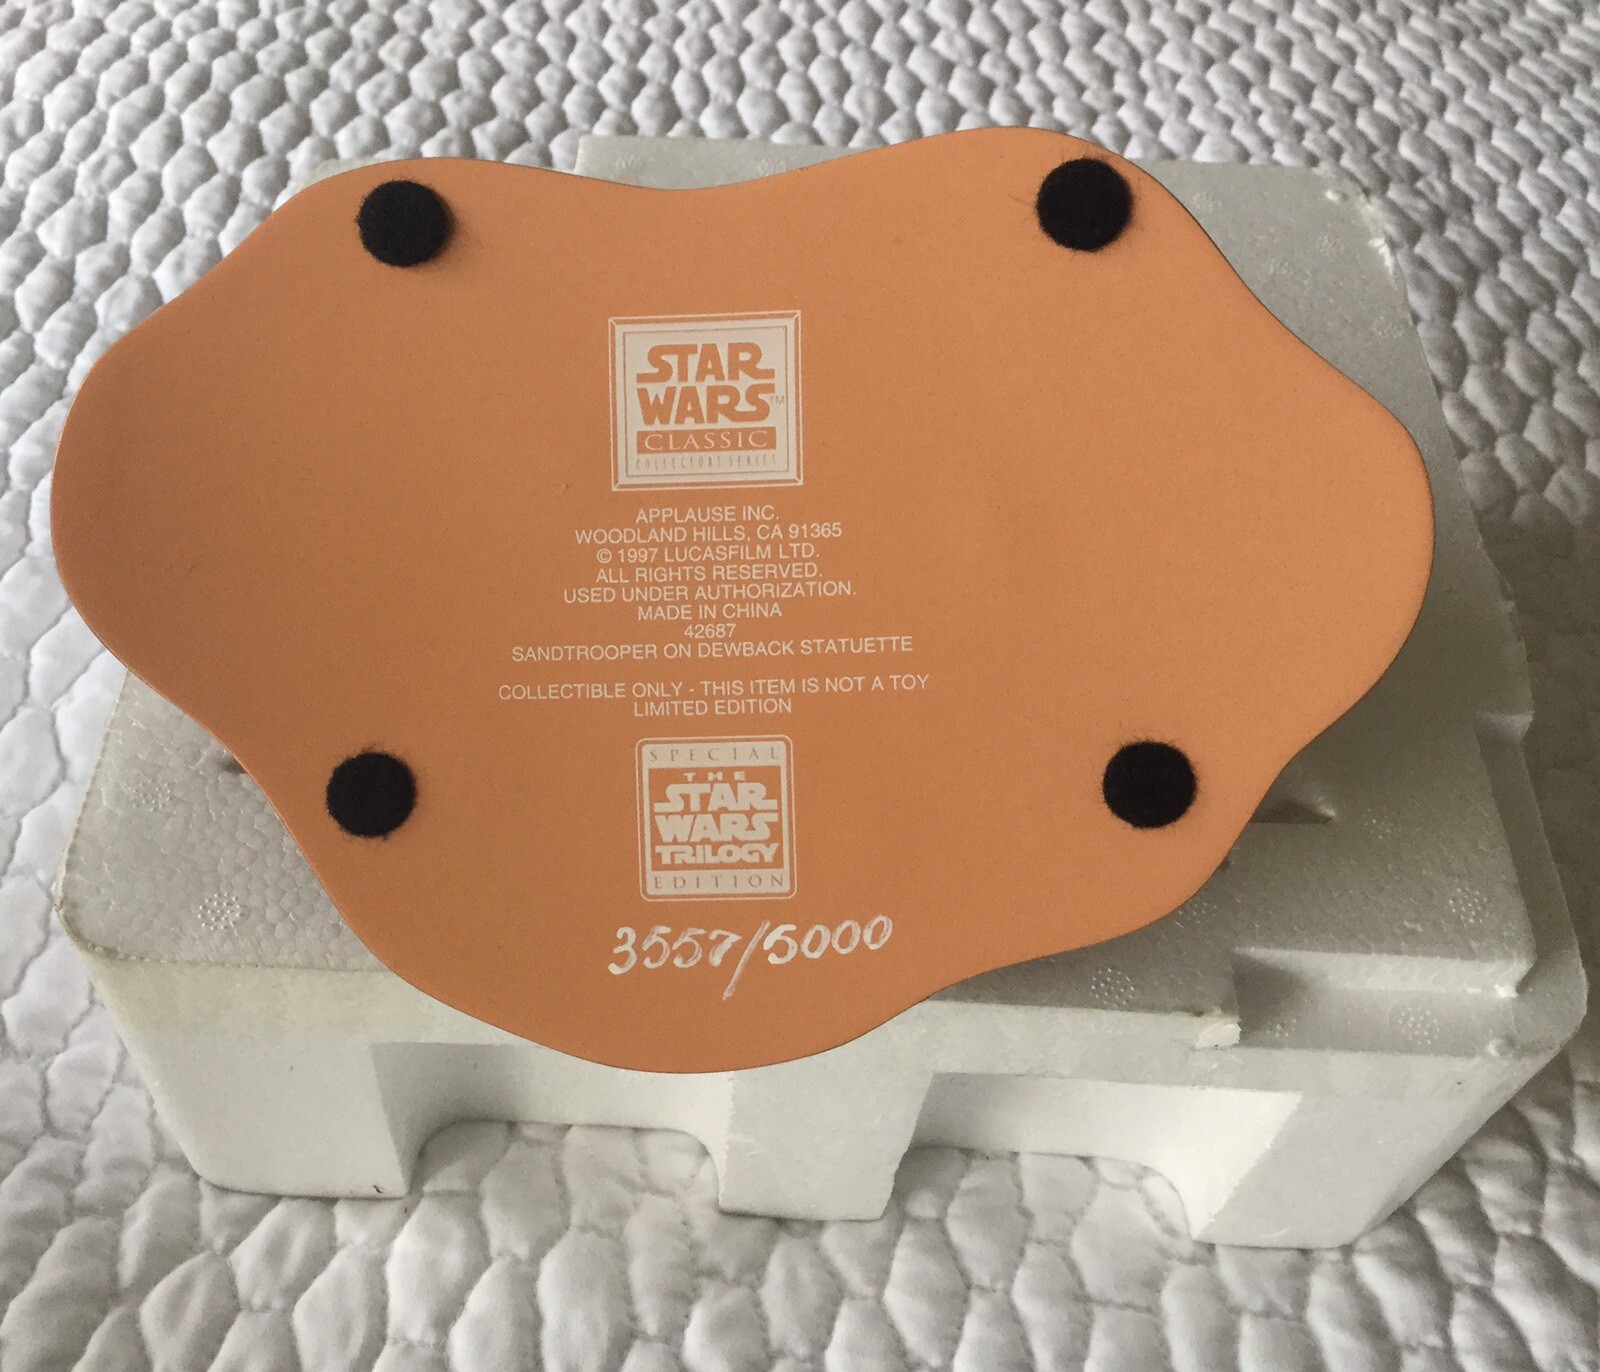 STAR
WARS™
CLASSIC
COLLECTORS SERIES
APPLAUSE INC.
WOODLAND HILLS, CA 91365
© 1997 LUCASFILM LTD.
ALL RIGHTS RESERVED.
USED UNDER AUTHORIZATION.
MADE IN CHINA
42687
SANDTROOPER ON DEWBACK STATUETTE
COLLECTIBLE ONLY - THIS ITEM IS NOT A TOY
LIMITED EDITION
SPECIAL
THE
STAR
WARS
TRILOGY
EDITION
3557/5000